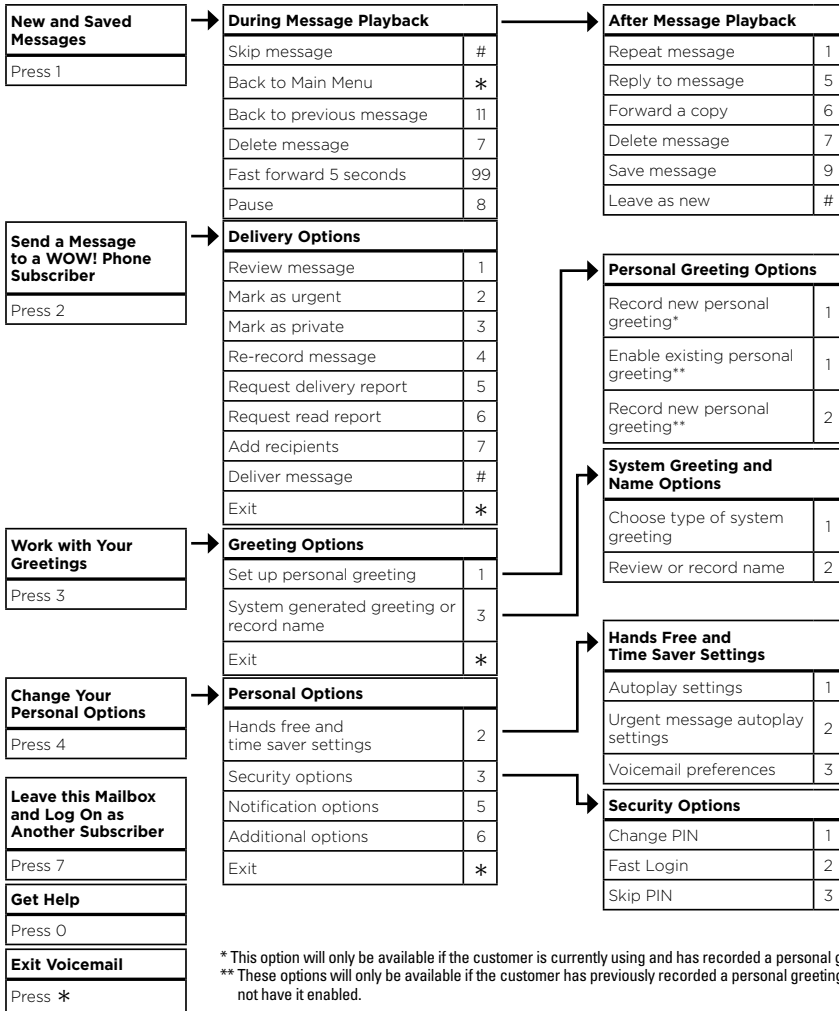 New and Saved
Messages
Press 1
During Message Playback
Skip message #
Back to Main Menu *
Back to previous message 11
Delete message 7
Fast forward 5 seconds 99
Pause 8
After Message Playback
Repeat message 1
Reply to message 5
Forward a copy 6
Delete message 7
Save message 9
Leave as new #
Send a Message
to a WOW! Phone
Subscriber
Press 2
Delivery Options
Review message 1
Mark as urgent 2
Mark as private 3
Re-record message 4
Request delivery report 5
Request read report 6
Add recipients 7
Deliver message #
Exit *
Work with Your
Greetings
Press 3
Greeting Options
Set up personal greeting 1
System generated greeting or
record name 3
Exit *
Personal Greeting Options
Record new personal
greeting* 1
Enable existing personal
greeting** 1
Record new personal
greeting** 2
System Greeting and
Name Options
Choose type of system
greeting 1
Review or record name 2
Change Your
Personal Options
Press 4
Personal Options
Hands free and
time saver settings 2
Security options 3
Notification options 5
Additional options 6
Exit *
Hands Free and
Time Saver Settings
Autoplay settings 1
Urgent message autoplay
settings 2
Voicemail preferences 3
Security Options
Change PIN 1
Fast Login 2
Skip PIN 3
Leave this Mailbox
and Log On as
Another Subscriber
Press 7
Get Help
Press 0
Exit Voicemail
Press *
* This option will only be available if the customer is currently using and has recorded a personal
** These options will only be available if the customer has previously recorded a personal greeting
not have it enabled.